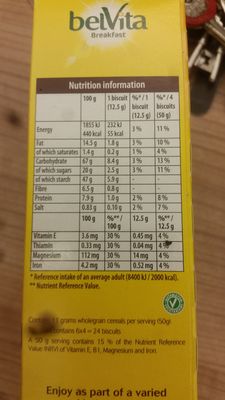 belVita
Breakfast
Nutrition information
100 g 1 biscuit (12.5 g) %* / 1 biscuit (12.5 g) %* / 4 biscuits (50 g)
Energy 1855 kJ 440 kcal 232 kJ 55 kcal 3 % 11 %
Fat 14.5 g 1.8 g 3 % 10 %
of which saturates 1.4 g 0.2 g 1 % 4 %
Carbohydrate 67 g 8.4 g 3 % 13 %
of which sugars 20 g 2.5 g 3 % 11 %
of which starch 47 g 5.9 g - -
Fibre 6.5 g 0.8 g - -
Protein 7.9 g 1.0 g 2 % 8 %
Salt 0.83 g 0.10 g 2 % 7 %
100 g %**/ 100 g 12.5 g %**/ 12.5 g
Vitamin E 3.6 mg 30 % 0.45 mg 4 %
Thiamin 0.33 mg 30 % 0.04 mg 4 %
Magnesium 112 mg 30 % 14 mg 4 %
Iron 4.2 mg 30 % 0.52 mg 4 %
* Reference intake of an average adult (8400 kJ / 2000 kcal).
** Nutrient Reference Value.
grams wholegrain cereals per serving (50g)
contains 6x4 = 24 biscuits
A 50 g serving contains 15 % of the Nutrient Reference
Value (NRV) of Vitamin E, B1, Magnesium and Iron.
Enjoy as part of a varied